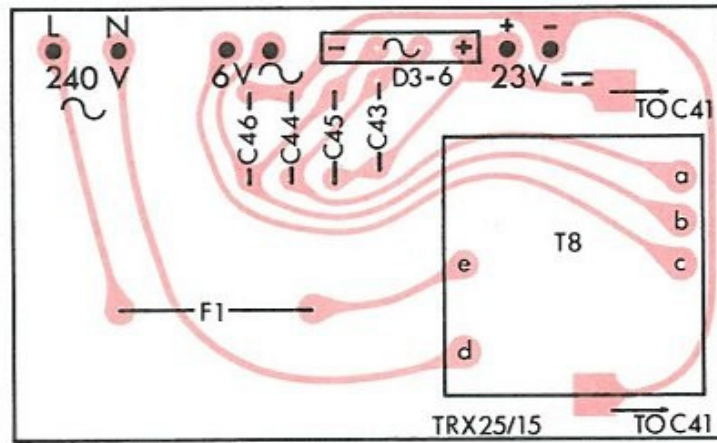 L N + -
- ~ +
240 V 6V ~ D3-6 23V
~
TO C41
C46 C44 C45 C43
a
b
T8
c
e
F1
d
TRX25/15 TO C41